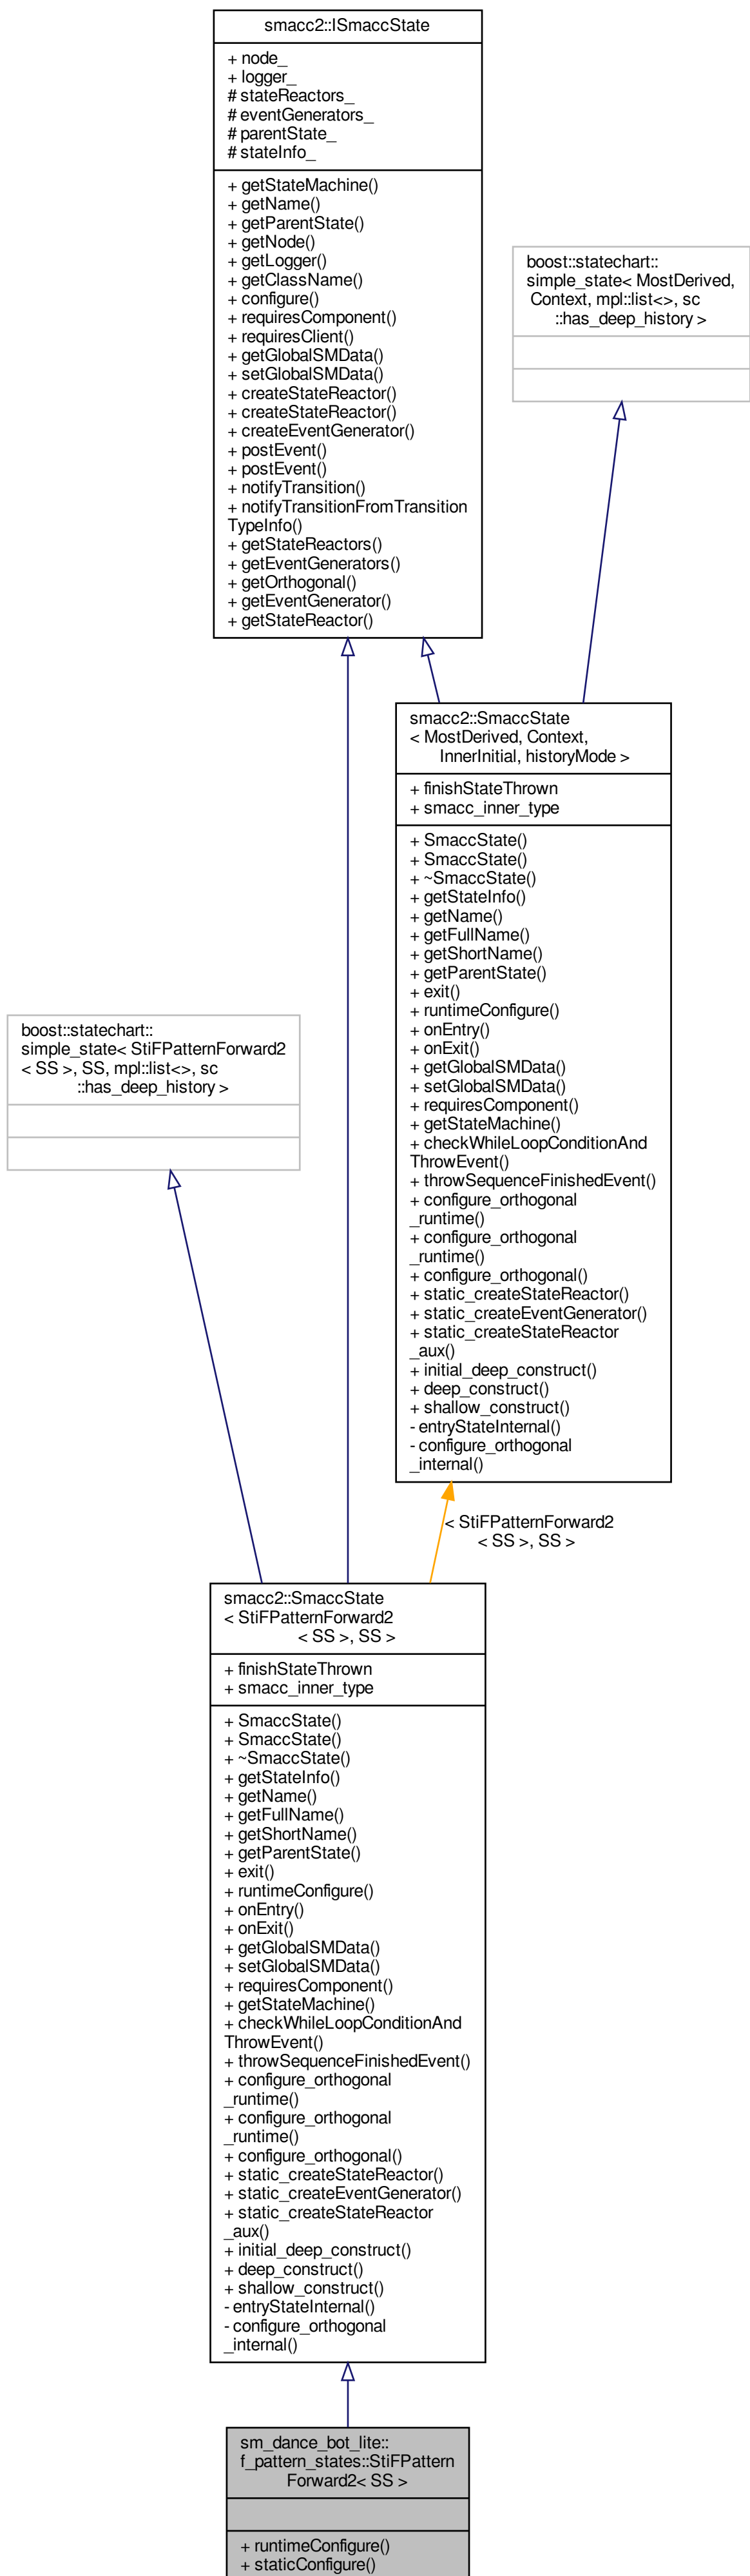 smacc2::ISmaccState
+ node_
+ logger_
# stateReactors_
# eventGenerators_
# parentState_
# stateInfo_
+ getStateMachine()
+ getName()
+ getParentState()
+ getNode()
+ getLogger()
+ getClassName()
+ configure()
+ requiresComponent()
+ requiresClient()
+ getGlobalSMData()
+ setGlobalSMData()
+ createStateReactor()
+ createStateReactor()
+ createEventGenerator()
+ postEvent()
+ postEvent()
+ notifyTransition()
+ notifyTransitionFromTransition
TypeInfo()
+ getStateReactors()
+ getEventGenerators()
+ getOrthogonal()
+ getEventGenerator()
+ getStateReactor()
boost::statechart::
simple_state< MostDerived,
Context, mpl::list<>, sc
::has_deep_history >
smacc2::SmaccState
< MostDerived, Context,
InnerInitial, historyMode >
+ finishStateThrown
+ smacc_inner_type
+ SmaccState()
+ SmaccState()
+ ~SmaccState()
+ getStateInfo()
+ getName()
+ getFullName()
+ getShortName()
+ getParentState()
+ exit()
+ runtimeConfigure()
+ onEntry()
+ onExit()
+ getGlobalSMData()
+ setGlobalSMData()
+ requiresComponent()
+ getStateMachine()
+ checkWhileLoopConditionAnd
ThrowEvent()
+ throwSequenceFinishedEvent()
+ configure_orthogonal
_runtime()
+ configure_orthogonal
_runtime()
+ configure_orthogonal()
+ static_createStateReactor()
+ static_createEventGenerator()
+ static_createStateReactor
_aux()
+ initial_deep_construct()
+ deep_construct()
+ shallow_construct()
- entryStateInternal()
- configure_orthogonal
_internal()
boost::statechart::
simple_state< StiFPatternForward2
< SS >, SS, mpl::list<>, sc
::has_deep_history >
< StiFPatternForward2
< SS >, SS >
smacc2::SmaccState
< StiFPatternForward2
< SS >, SS >
+ finishStateThrown
+ smacc_inner_type
+ SmaccState()
+ SmaccState()
+ ~SmaccState()
+ getStateInfo()
+ getName()
+ getFullName()
+ getShortName()
+ getParentState()
+ exit()
+ runtimeConfigure()
+ onEntry()
+ onExit()
+ getGlobalSMData()
+ setGlobalSMData()
+ requiresComponent()
+ getStateMachine()
+ checkWhileLoopConditionAnd
ThrowEvent()
+ throwSequenceFinishedEvent()
+ configure_orthogonal
_runtime()
+ configure_orthogonal
_runtime()
+ configure_orthogonal()
+ static_createStateReactor()
+ static_createEventGenerator()
+ static_createStateReactor
_aux()
+ initial_deep_construct()
+ deep_construct()
+ shallow_construct()
- entryStateInternal()
- configure_orthogonal
_internal()
sm_dance_bot_lite::
f_pattern_states::StiFPattern
Forward2< SS >
+ runtimeConfigure()
+ staticConfigure()